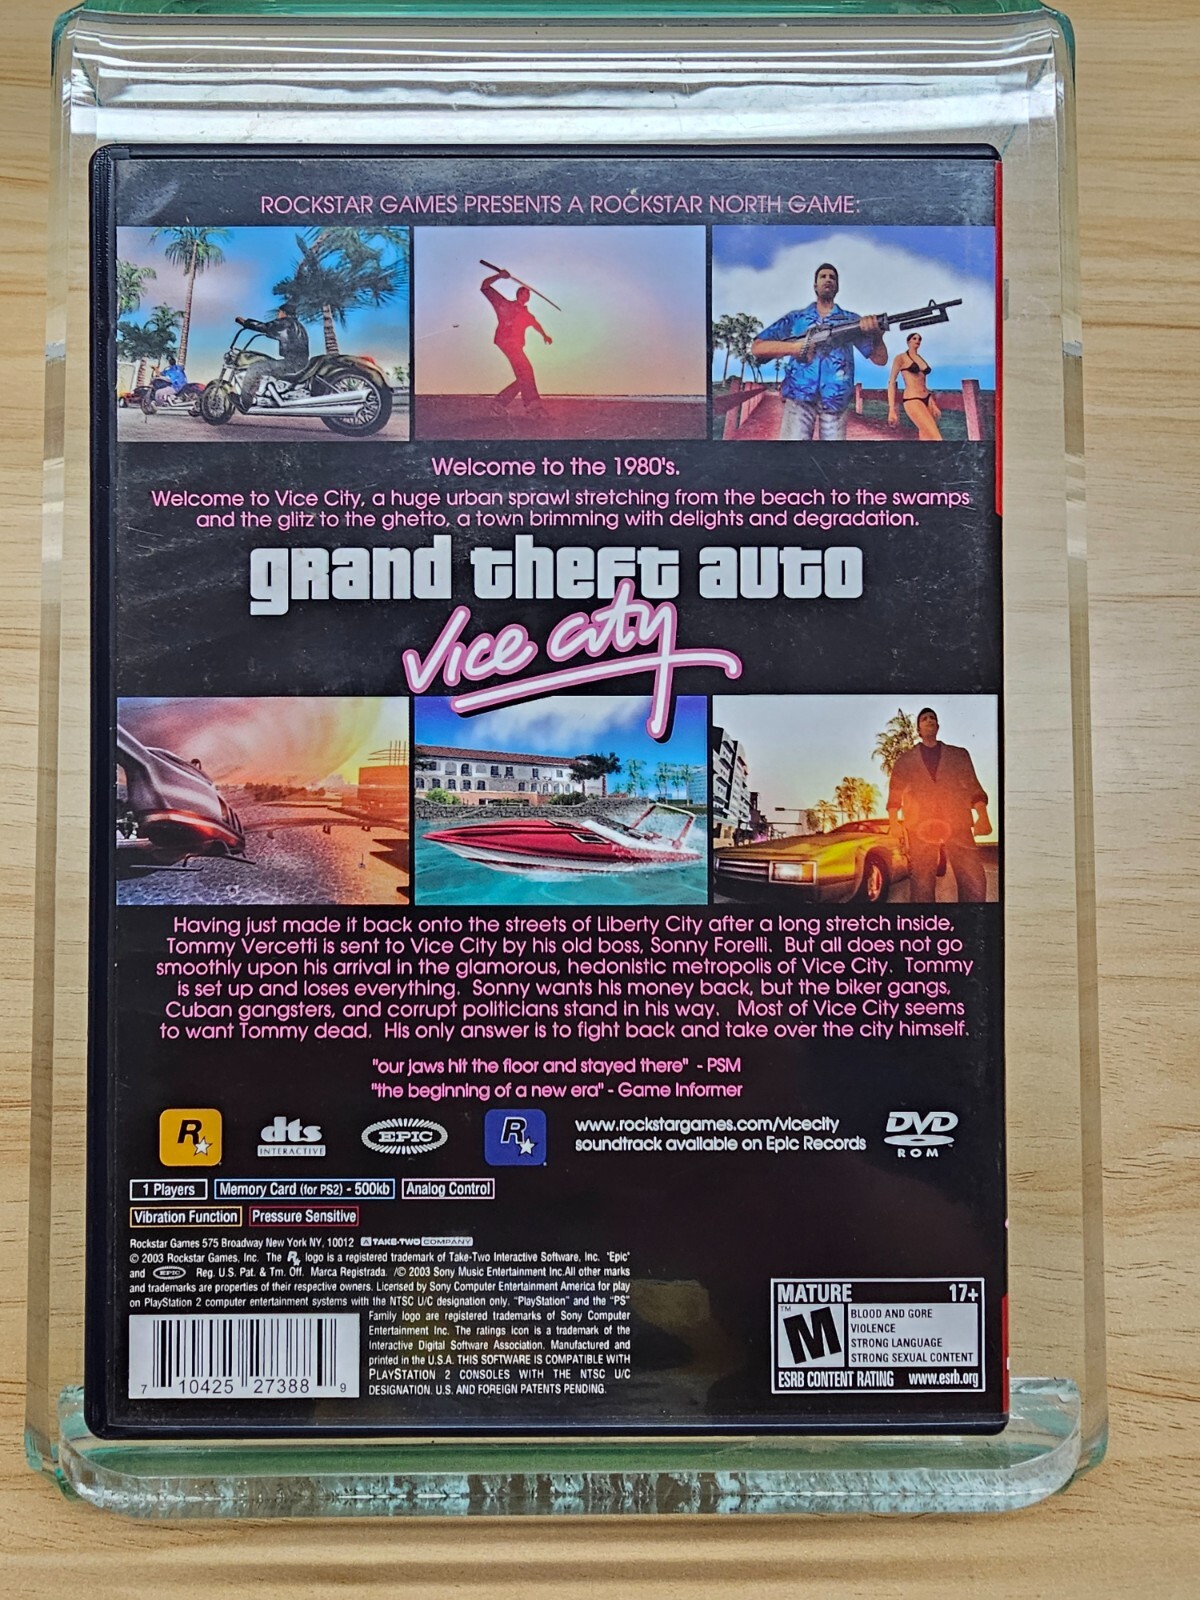 ROCKSTAR GAMES PRESENTS A ROCKSTAR NORTH GAME:
Welcome to the 1980's.
Welcome to Vice City, a huge urban sprawl stretching from the beach to the swamps
and the glitz to the ghetto, a town brimming with delights and degradation.
grand theft auto
Vice City
Having just made it back onto the streets of Liberty City after a long stretch inside,
Tommy Vercetti is sent to Vice City by his old boss, Sonny Forelli. But all does not go
smoothly upon his arrival in the glamorous, hedonistic metropolis of Vice City. Tommy
is set up and loses everything. Sonny wants his money back, but the biker gangs,
Cuban gangsters, and corrupt politicians stand in his way. Most of Vice City seems
to want Tommy dead. His only answer is to fight back and take over the city himself.
"our jaws hit the floor and stayed there" - PSM
"the beginning of a new era" - Game Informer
R
dts
INTERACTIVE
EPIC
R
www.rockstargames.com/vicecity
soundtrack available on Epic Records
DVD
ROM
1 Players
Memory Card (for PS2) - 500kb
Analog Control
Vibration Function
Pressure Sensitive
Rockstar Games 575 Broadway New York NY, 10012 A TAKE-TWO COMPANY
© 2003 Rockstar Games, Inc. The R logo is a registered trademark of Take-Two Interactive Software, Inc. "Epic"
and EPIC Reg. U.S. Pat. & Tm. Off. Marca Registrada. /© 2003 Sony Music Entertainment Inc.All other marks
and trademarks are properties of their respective owners. Licensed by Sony Computer Entertainment America for play
on PlayStation 2 computer entertainment systems with the NTSC U/C designation only. "PlayStation" and the "PS"
Family logo are registered trademarks of Sony Computer
Entertainment Inc. The ratings icon is a trademark of the
Interactive Digital Software Association. Manufactured and
printed in the U.S.A. THIS SOFTWARE IS COMPATIBLE WITH
PLAYSTATION 2 CONSOLES WITH THE NTSC U/C
DESIGNATION. U.S. AND FOREIGN PATENTS PENDING.
7 10425 27388 9
MATURE 17+
TM
M
BLOOD AND GORE
VIOLENCE
STRONG LANGUAGE
STRONG SEXUAL CONTENT
ESRB CONTENT RATING www.esrb.org